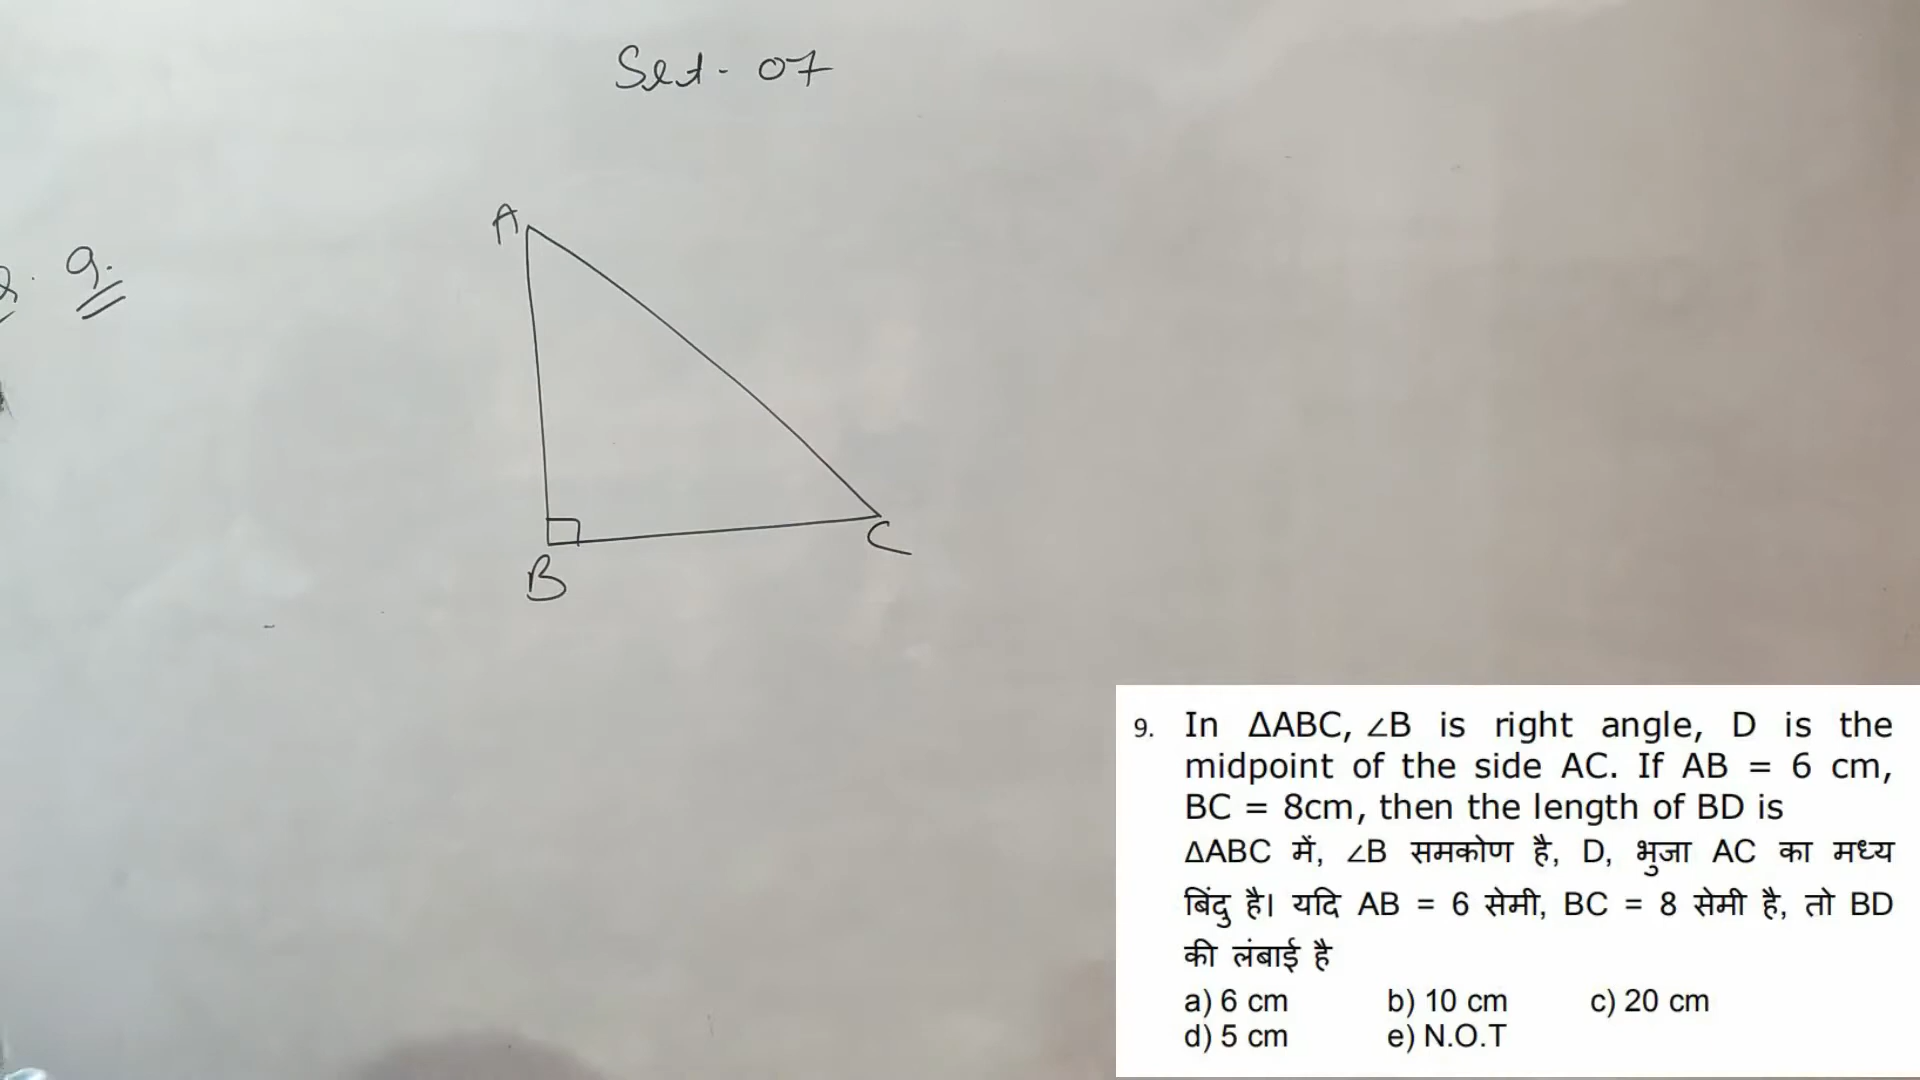 Set - 07
9.
A
B
C
9. In ΔABC, ∠B is right angle, D is the
midpoint of the side AC. If AB = 6 cm,
BC = 8cm, then the length of BD is
ΔABC में, ∠B समकोण है, D, भुजा AC का मध्य
बिंदु है। यदि AB = 6 सेमी, BC = 8 सेमी है, तो BD
की लंबाई है
a) 6 cm b) 10 cm c) 20 cm
d) 5 cm e) N.O.T